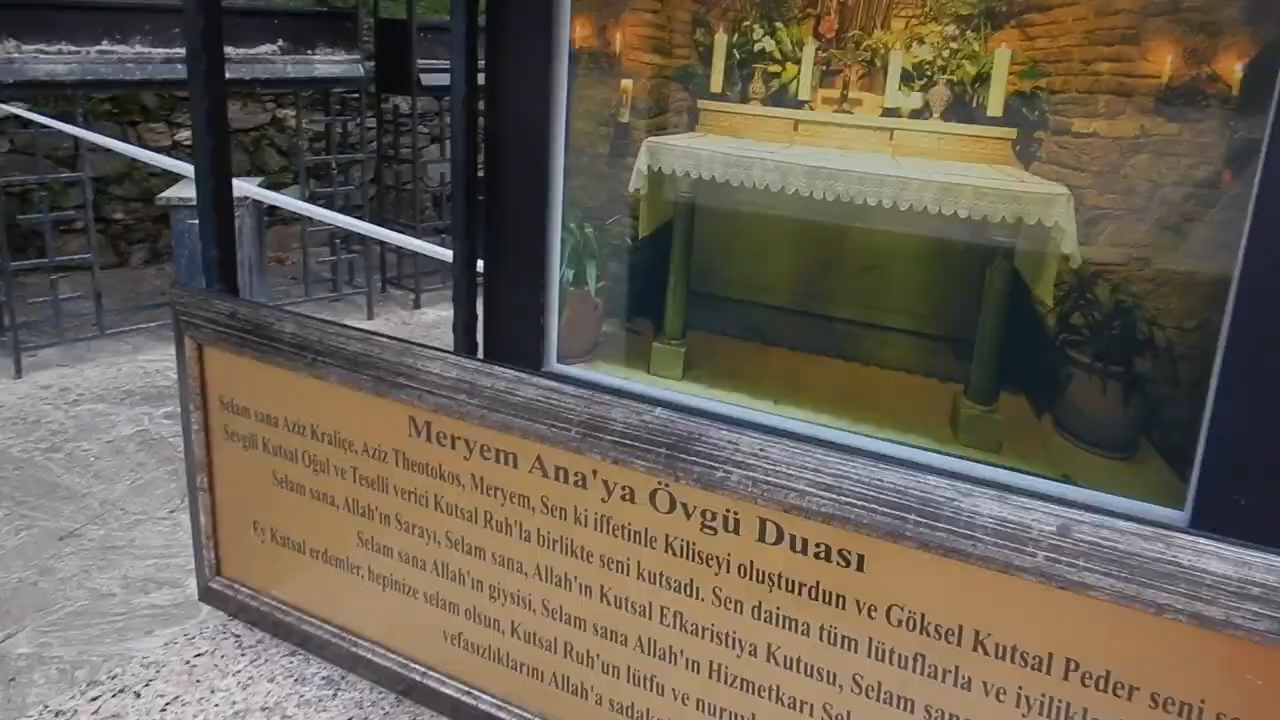 Meryem Ana'ya Övgü Duası
Selam sana Aziz Kraliçe, Aziz Theotokos, Meryem, Sen ki iffetinle Kiliseyi oluşturdun ve Göksel Kutsal Peder seni
Sevgili Kutsal Oğul ve Teselli verici Kutsal Ruh'la birlikte seni kutsadı. Sen daima tüm lütuflarla ve
Selam sana, Allah'ın Sarayı, Selam sana, Allah'ın Kutsal Efkaristiya Kutusu, Selam
Selam sana Allah'ın giysisi, Selam sana Allah'ın Hizmetkarı
Ey Kutsal erdemler, hepinize selam olsun, Kutsal Ruh'un lütfu ve
vefasızlıklarını Allah'a